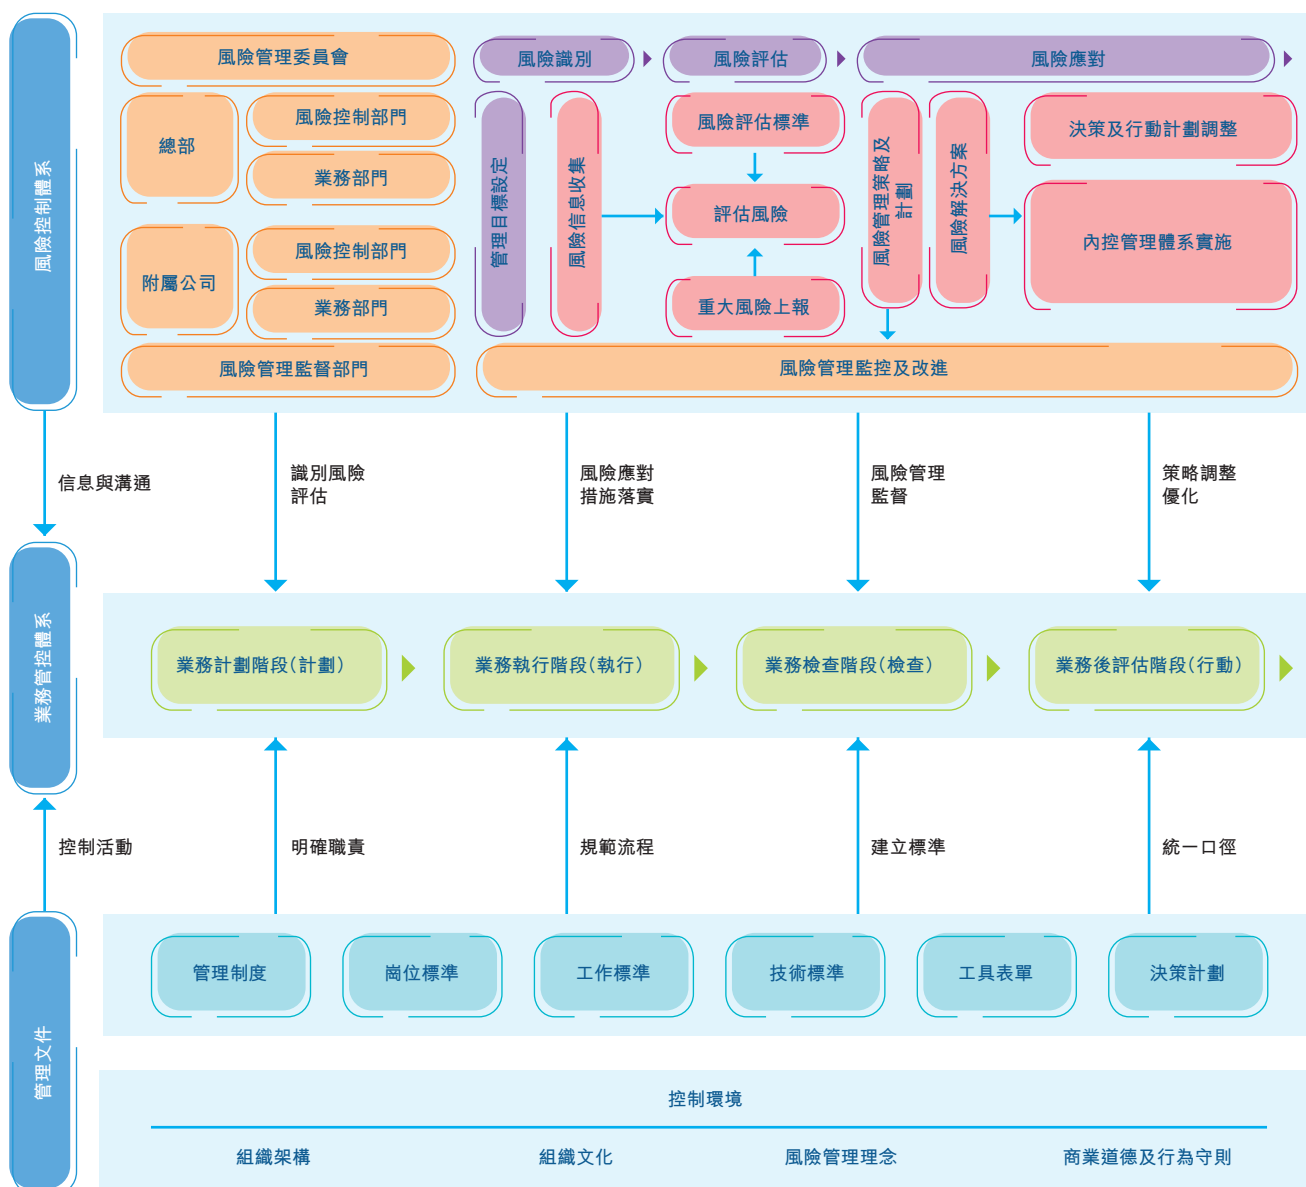 風險控制體系
風險管理委員會
總部
風險控制部門
業務部門
附屬公司
風險控制部門
業務部門
風險管理監督部門
風險識別
風險評估
風險應對
管理目標設定
風險信息收集
風險評估標準
評估風險
重大風險上報
風險管理策略及
計劃
風險解決方案
決策及行動計劃調整
內控管理體系實施
風險管理監控及改進
信息與溝通
識別風險
評估
風險應對
措施落實
風險管理
監督
策略調整
優化
業務管控體系
業務計劃階段(計劃)
業務執行階段(執行)
業務檢查階段(檢查)
業務後評估階段(行動)
控制活動
明確職責
規範流程
建立標準
統一口徑
管理文件
管理制度
崗位標準
工作標準
技術標準
工具表單
決策計劃
控制環境
組織架構
組織文化
風險管理理念
商業道德及行為守則